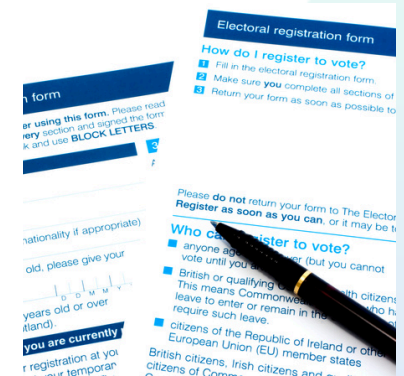 n form
er using this form. Please read
very section and signed the form
k and use BLOCK LETTERS.
3
nationality if appropriate)
old, please give your
D D M M Y
years old or over
tland).
you are currently
r registration at you
ur temporar
Electoral registration form
How do I register to vote?
1 Fill in the electoral registration form.
2 Make sure you complete all sections of
3 Return your form as soon as possible to
Please do not return your form to The Elector
Register as soon as you can, or it may be t
Who can register to vote?
anyone age over (but you cannot
vote until you a
British or qualifying C lth citizens
This means Commonwe who ha
leave to enter or remain in the
require such leave.
citizens of the Republic of Ireland or othe
European Union (EU) member states
British citizens, Irish citizens and
citizens of Comm